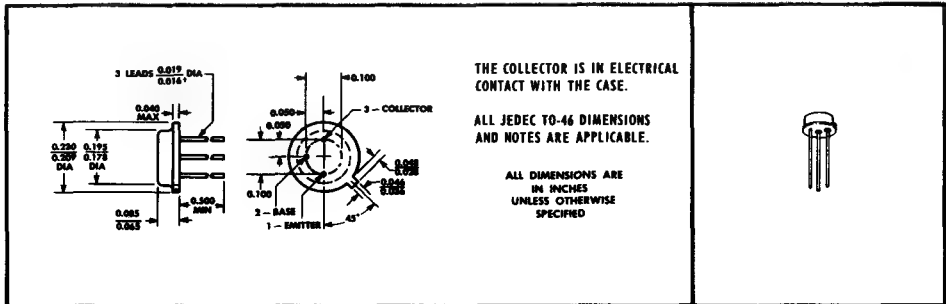 3 LEADS 0.019 DIA
0.016
0.100
0.040
MAX
0.050
0.050
3 - COLLECTOR
0.230
0.209
DIA
0.195
0.178
DIA
0.048
0.028
0.046
0.036
0.100
0.500
MIN
2 - BASE
1 - EMITTER
45°
0.085
0.065
THE COLLECTOR IS IN ELECTRICAL
CONTACT WITH THE CASE.
ALL JEDEC TO-46 DIMENSIONS
AND NOTES ARE APPLICABLE.
ALL DIMENSIONS ARE
IN INCHES
UNLESS OTHERWISE
SPECIFIED